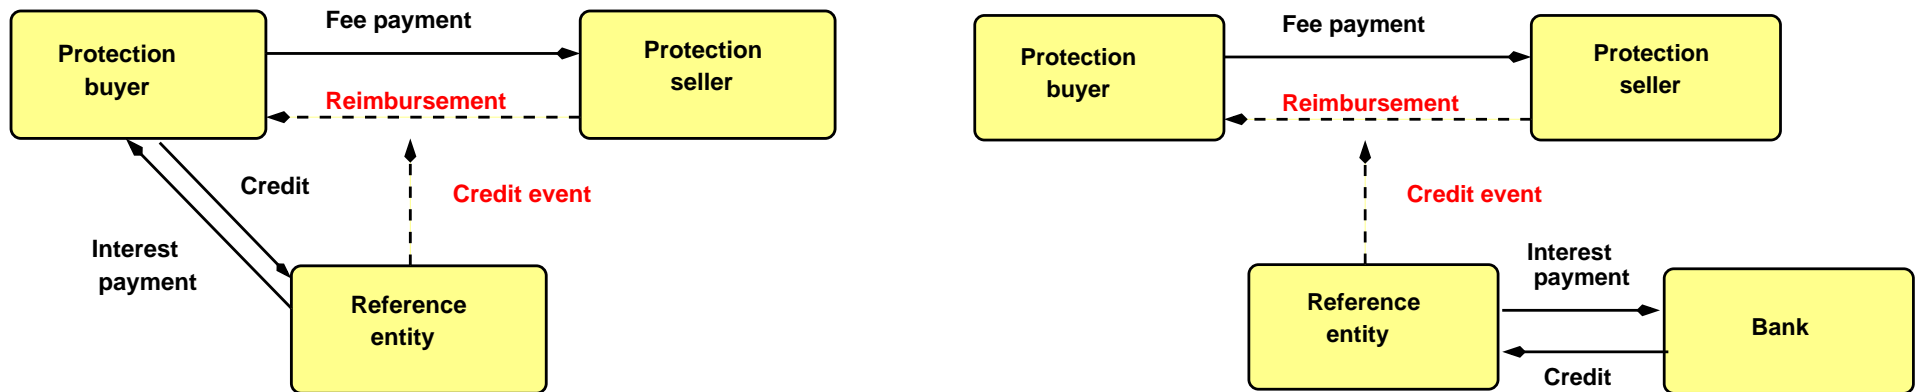 Fee payment
Protection
buyer
Protection
seller
Reimbursement
Credit
Credit event
Interest
payment
Reference
entity
Fee payment
Protection
buyer
Protection
seller
Reimbursement
Credit event
Interest
payment
Reference
entity
Bank
Credit